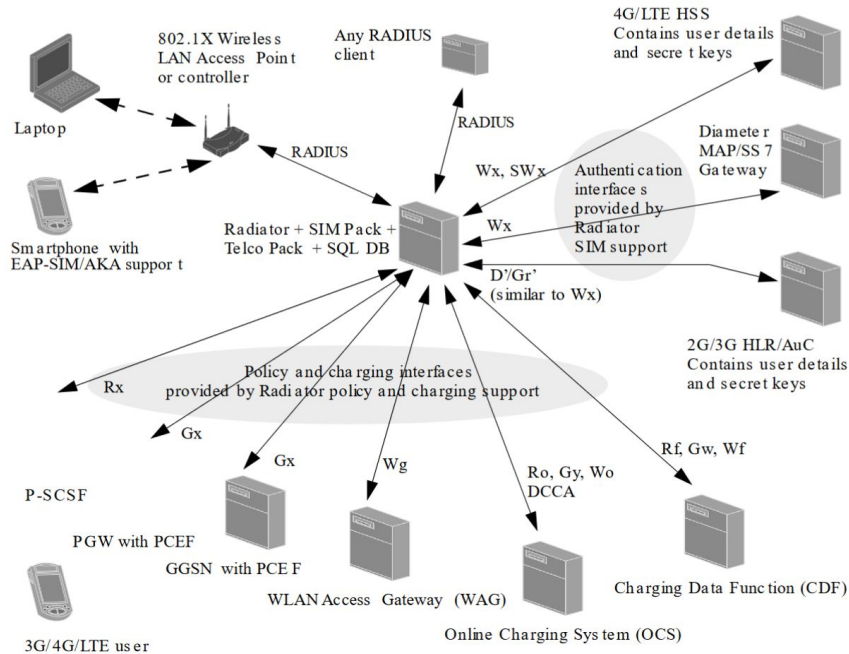 802.1X Wireless
LAN Access Point
or controller
Any RADIUS
client
4G/LTE HSS
Contains user details
and secret keys
Laptop
RADIUS
RADIUS
Wx, SWx
Authentication
interfaces
provided by
Radiator
SIM support
Diameter
MAP/SS7
Gateway
Smartphone with
EAP-SIM/AKA support
Radiator + SIM Pack +
Telco Pack + SQL DB
Wx
D'/Gr'
(similar to Wx)
2G/3G HLR/AuC
Contains user details
and secret keys
Policy and charging interfaces
provided by Radiator policy and charging support
Rx
Gx
Gx
Wg
Ro, Gy, Wo
DCCA
Rf, Gw, Wf
P-SCSF
PGW with PCEF
GGSN with PCEF
WLAN Access Gateway (WAG)
Online Charging System (OCS)
Charging Data Function (CDF)
3G/4G/LTE user